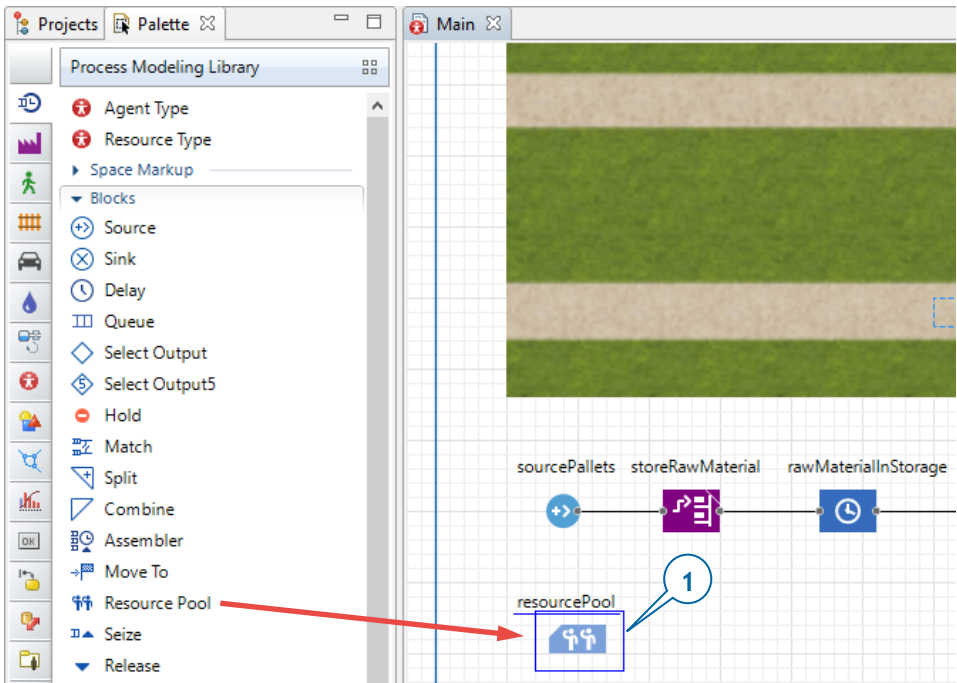 Projects
Palette
Main
Process Modeling Library
Agent Type
Resource Type
Space Markup
Blocks
Source
Sink
Delay
Queue
Select Output
5
Select Output5
Hold
Match
Split
Combine
Assembler
Move To
Resource Pool
Seize
Release
OK
sourcePallets storeRawMaterial rawMaterialInStorage
resourcePool
1